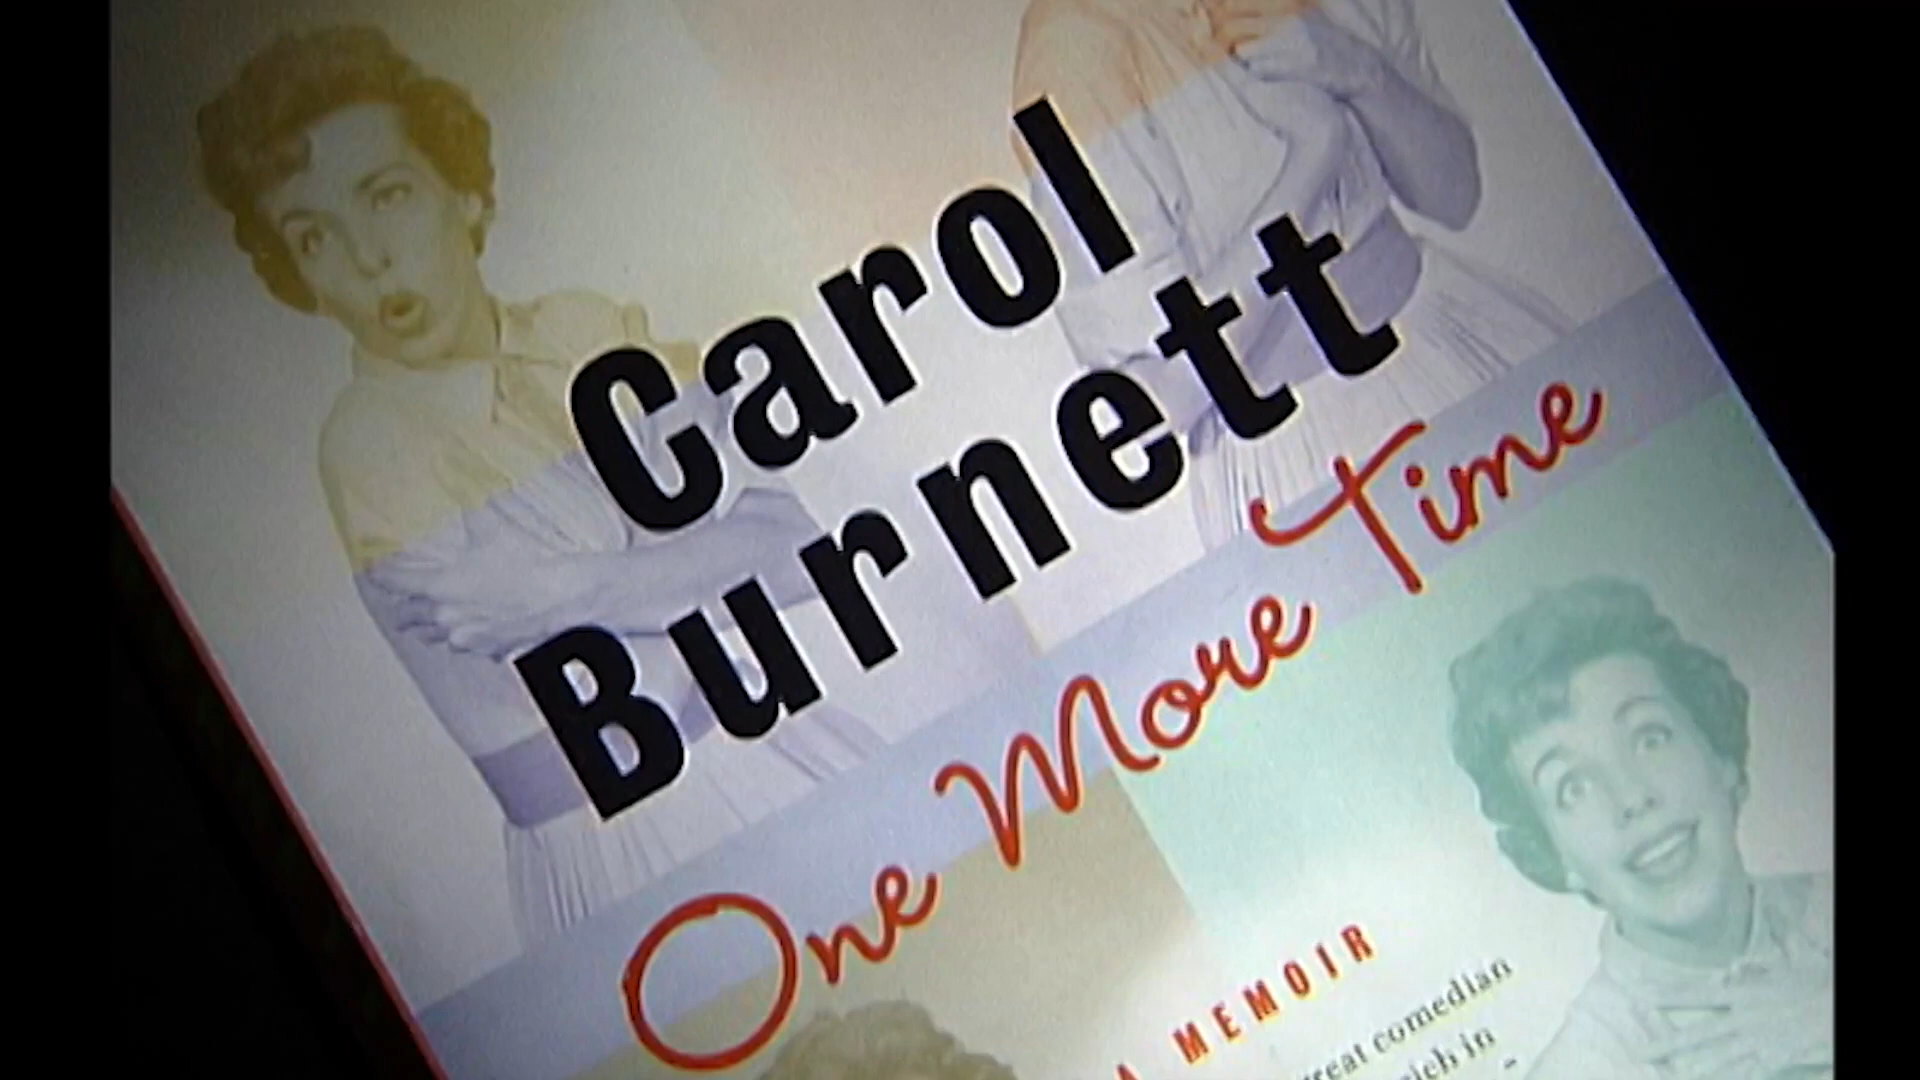 Carol
Burnett
One More Time
A MEMOIR
great comedian
rich in